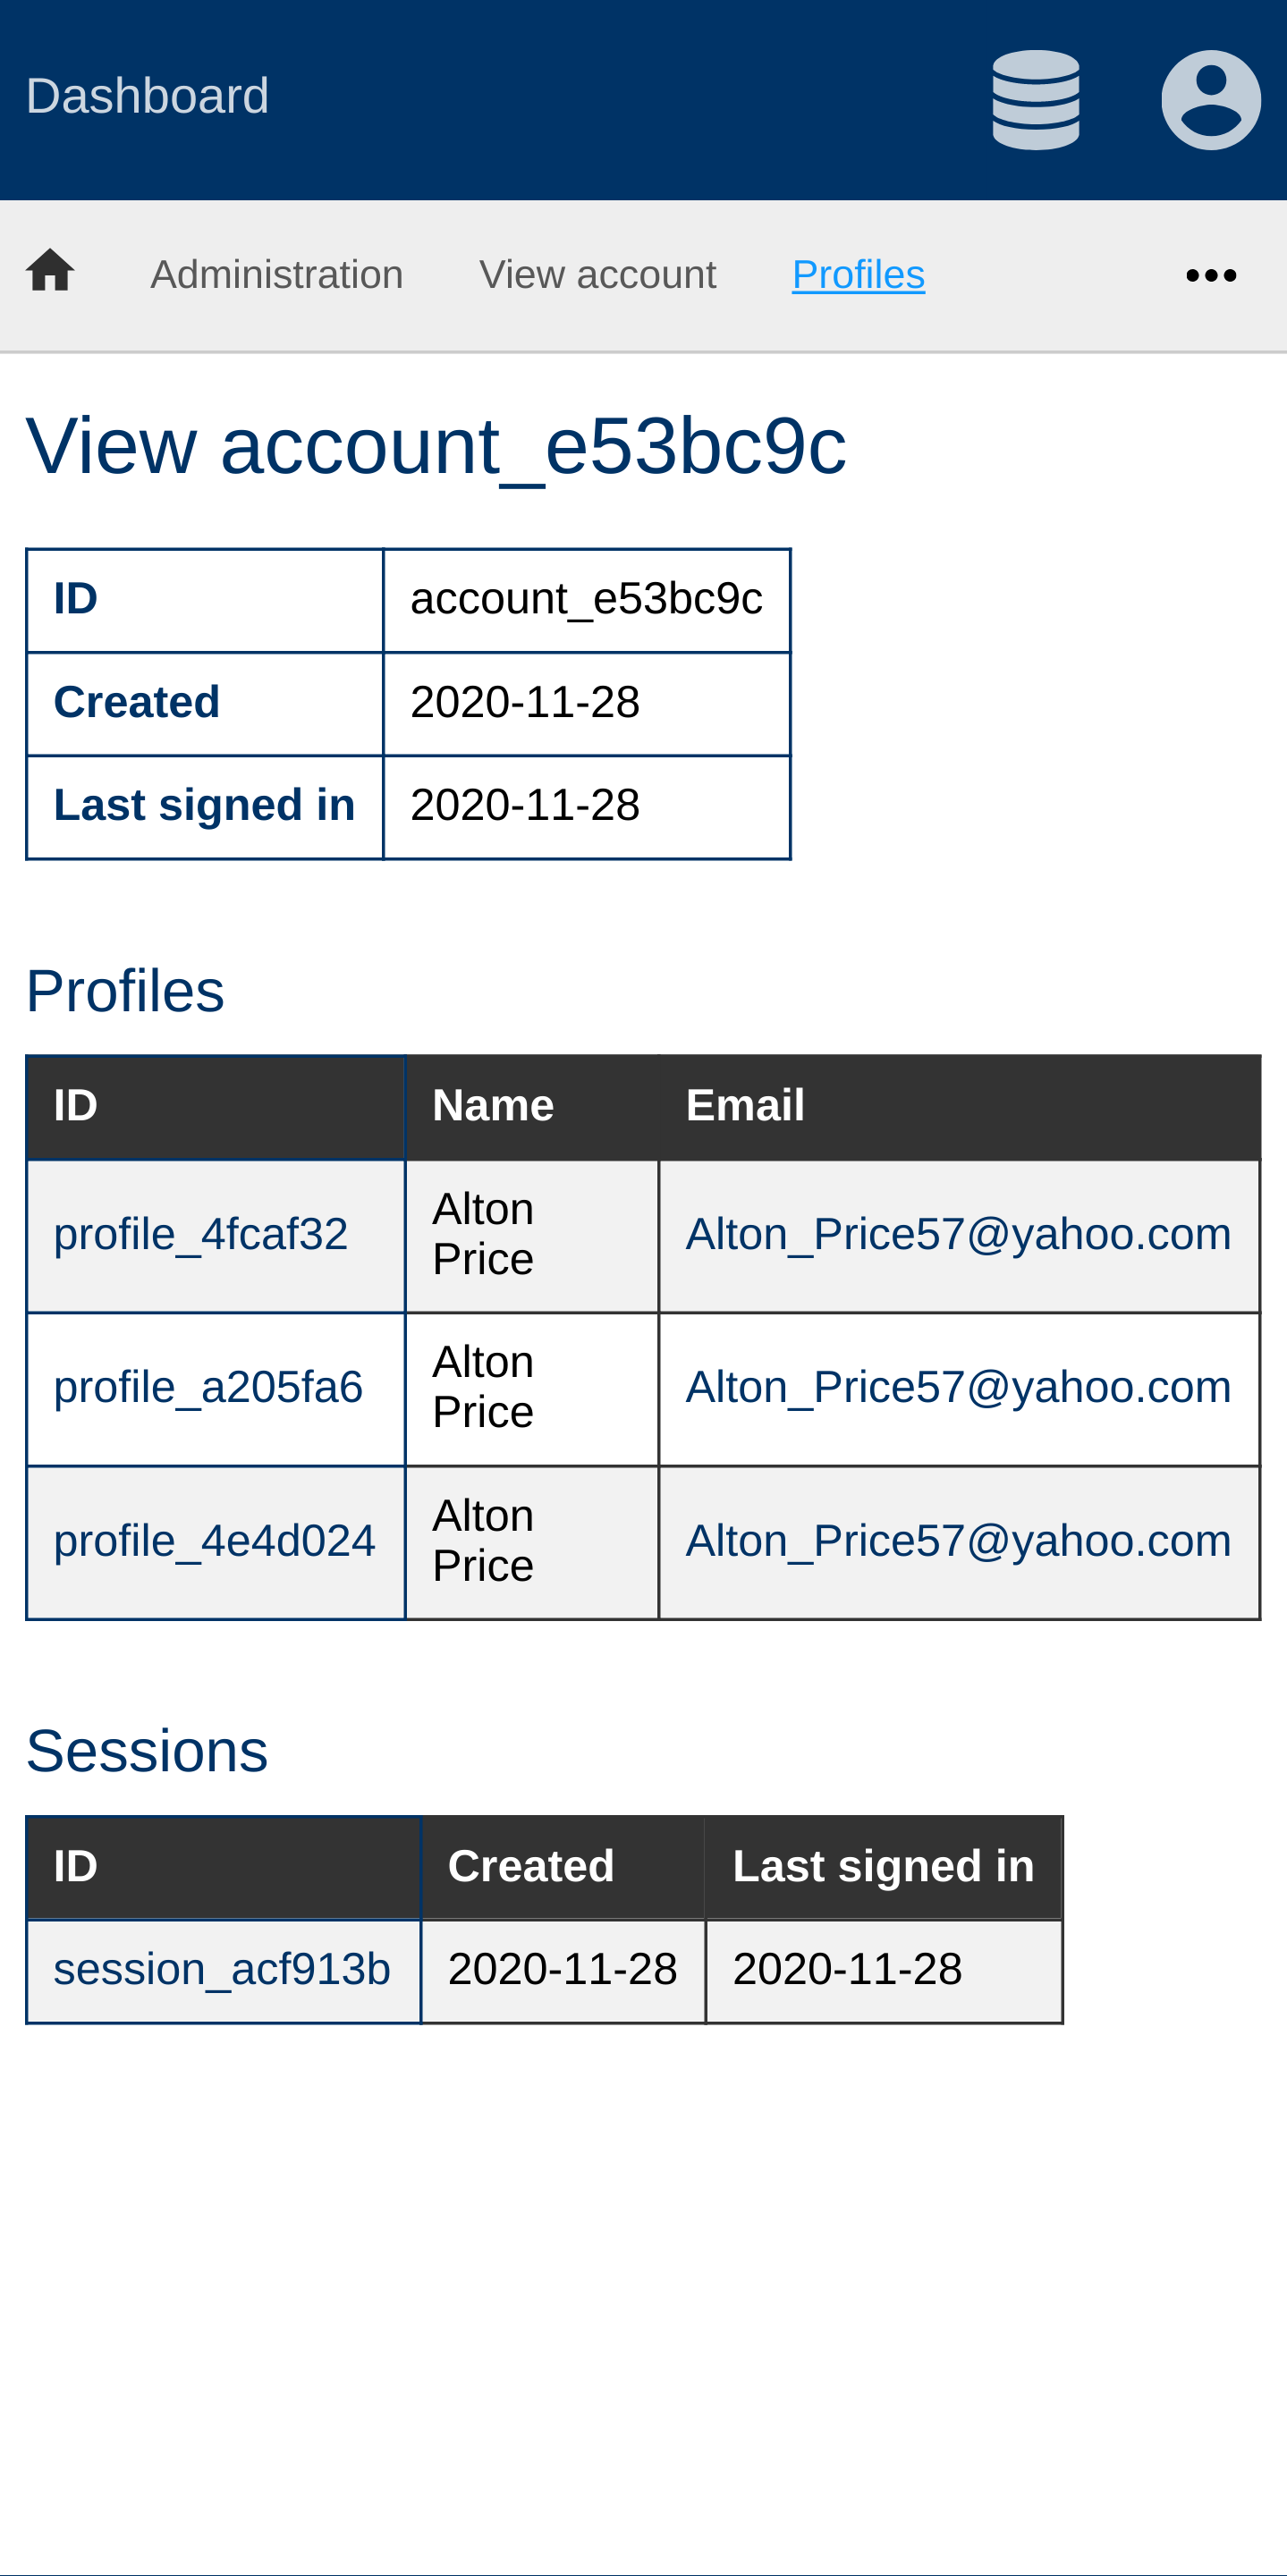 Dashboard
Administration View account Profiles
View account_e53bc9c
ID account_e53bc9c
Created 2020-11-28
Last signed in 2020-11-28
Profiles
ID Name Email
profile_4fcaf32 Alton Price Alton_Price57@yahoo.com
profile_a205fa6 Alton Price Alton_Price57@yahoo.com
profile_4e4d024 Alton Price Alton_Price57@yahoo.com
Sessions
ID Created Last signed in
session_acf913b 2020-11-28 2020-11-28